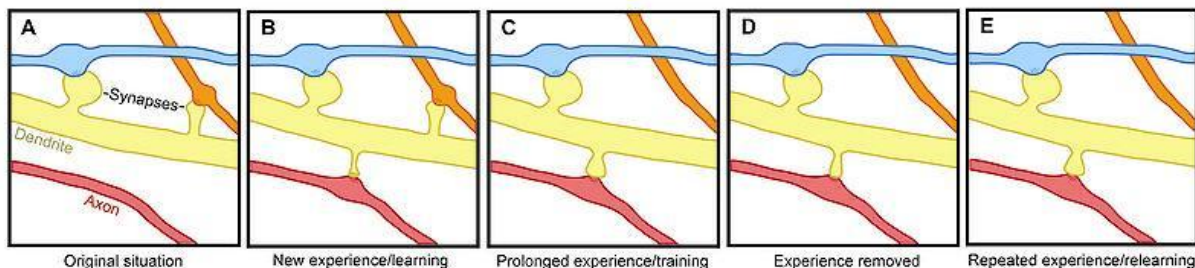 A
-Synapses-
Dendrite
Axon
Original situation
B
New experience/learning
C
Prolonged experience/training
D
Experience removed
E
Repeated experience/relearning